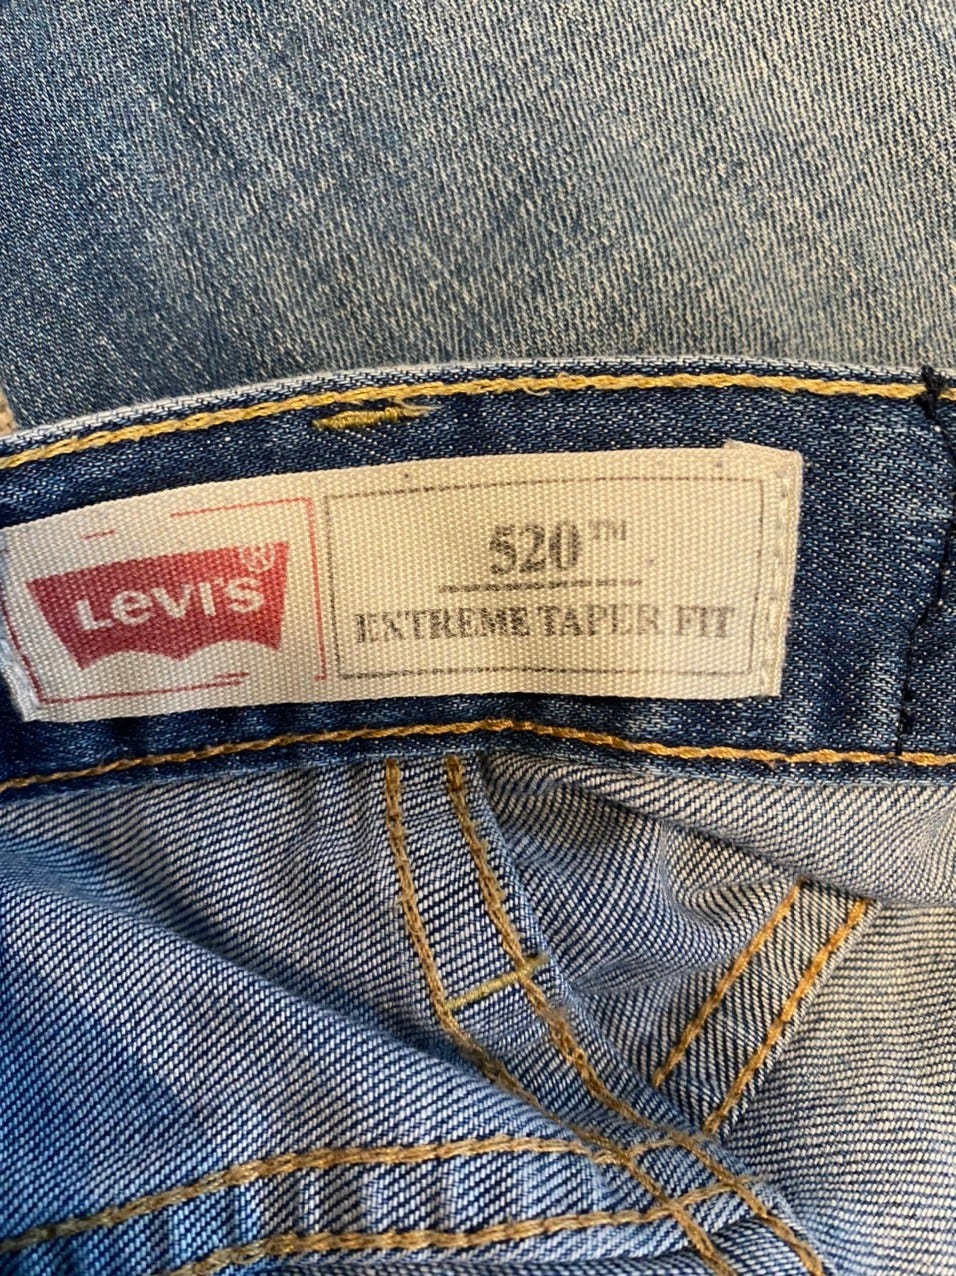 Levi's®
520™
EXTREME TAPER FIT